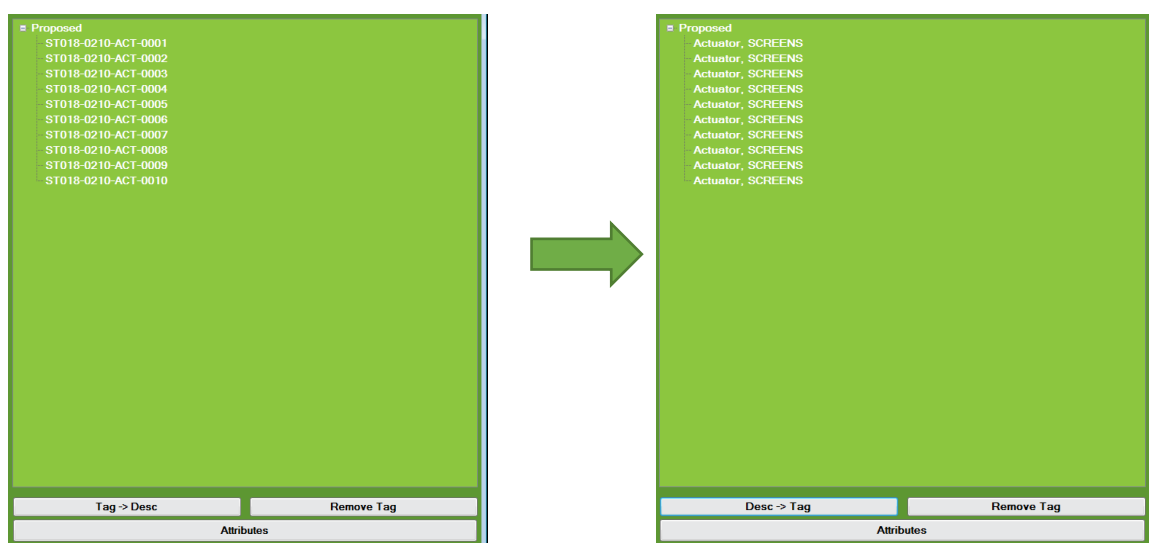 Proposed
ST018-0210-ACT-0001
ST018-0210-ACT-0002
ST018-0210-ACT-0003
ST018-0210-ACT-0004
ST018-0210-ACT-0005
ST018-0210-ACT-0006
ST018-0210-ACT-0007
ST018-0210-ACT-0008
ST018-0210-ACT-0009
ST018-0210-ACT-0010
Tag -> Desc
Remove Tag
Attributes
Proposed
Actuator, SCREENS
Actuator, SCREENS
Actuator, SCREENS
Actuator, SCREENS
Actuator, SCREENS
Actuator, SCREENS
Actuator, SCREENS
Actuator, SCREENS
Actuator, SCREENS
Actuator, SCREENS
Desc -> Tag
Remove Tag
Attributes